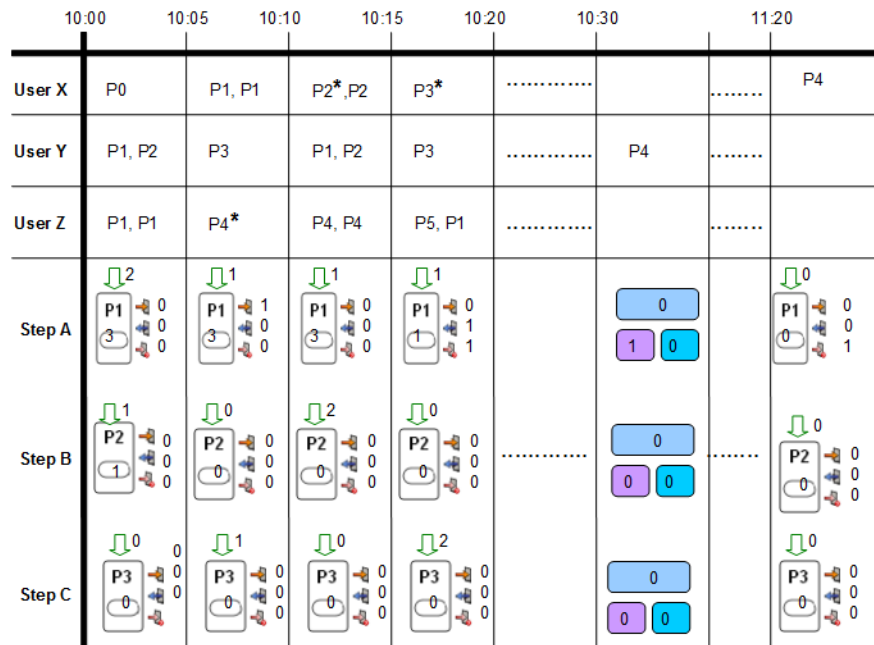 10:00 10:05 10:10 10:15 10:20 10:30 11:20
User X P0 P1, P1 P2*,P2 P3* ............. ....... P4
User Y P1, P2 P3 P1, P2 P3 ............. P4 .......
User Z P1, P1 P4* P4, P4 P5, P1 ............. .......
2 1 1 1 0
P1 0 P1 1 P1 0 P1 0 0 P1 0
3 0 3 0 3 0 1 1 0 0
Step A 0 0 0 1 1 0 1
1 0 2 0 0
P2 0 P2 0 P2 0 P2 0 0 P2 0
Step B 1 0 0 0 0 0 0 0 ............. ....... 0 0
0 0 0 0 0 0 0
0 1 0 2 0
0
P3 0 P3 0 P3 0 P3 0 0 P3 0
Step C 0 0 0 0 0 0 0 0 0 0
0 0 0 0 0 0